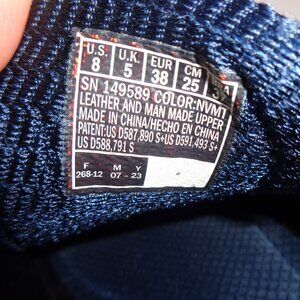 U.S. U.K. EUR CM
8 5 38 25
SN 149589 COLOR:NVMT
LEATHER AND MAN MADE UPPER
MADE IN CHINA/HECHO EN CHINA
PATENT:US D587,890 S+US D591,493 S+
US D588,791 S
F M Y
268-12 07 - 23